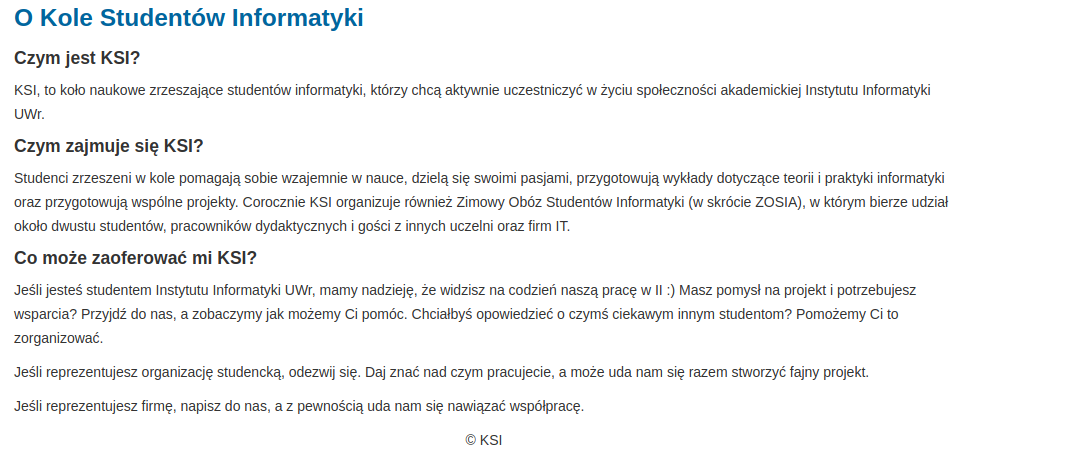 O Kole Studentów Informatyki
Czym jest KSI?
KSI, to koło naukowe zrzeszające studentów informatyki, którzy chcą aktywnie uczestniczyć w życiu społeczności akademickiej Instytutu Informatyki
UWr.
Czym zajmuje się KSI?
Studenci zrzeszeni w kole pomagają sobie wzajemnie w nauce, dzielą się swoimi pasjami, przygotowują wykłady dotyczące teorii i praktyki informatyki
oraz przygotowują wspólne projekty. Corocznie KSI organizuje również Zimowy Obóz Studentów Informatyki (w skrócie ZOSIA), w którym bierze udział
około dwustu studentów, pracowników dydaktycznych i gości z innych uczelni oraz firm IT.
Co może zaoferować mi KSI?
Jeśli jesteś studentem Instytutu Informatyki UWr, mamy nadzieję, że widzisz na codzień naszą pracę w II :) Masz pomysł na projekt i potrzebujesz
wsparcia? Przyjdź do nas, a zobaczymy jak możemy Ci pomóc. Chciałbyś opowiedzieć o czymś ciekawym innym studentom? Pomożemy Ci to
zorganizować.
Jeśli reprezentujesz organizację studencką, odezwij się. Daj znać nad czym pracujecie, a może uda nam się razem stworzyć fajny projekt.
Jeśli reprezentujesz firmę, napisz do nas, a z pewnością uda nam się nawiązać współpracę.
© KSI